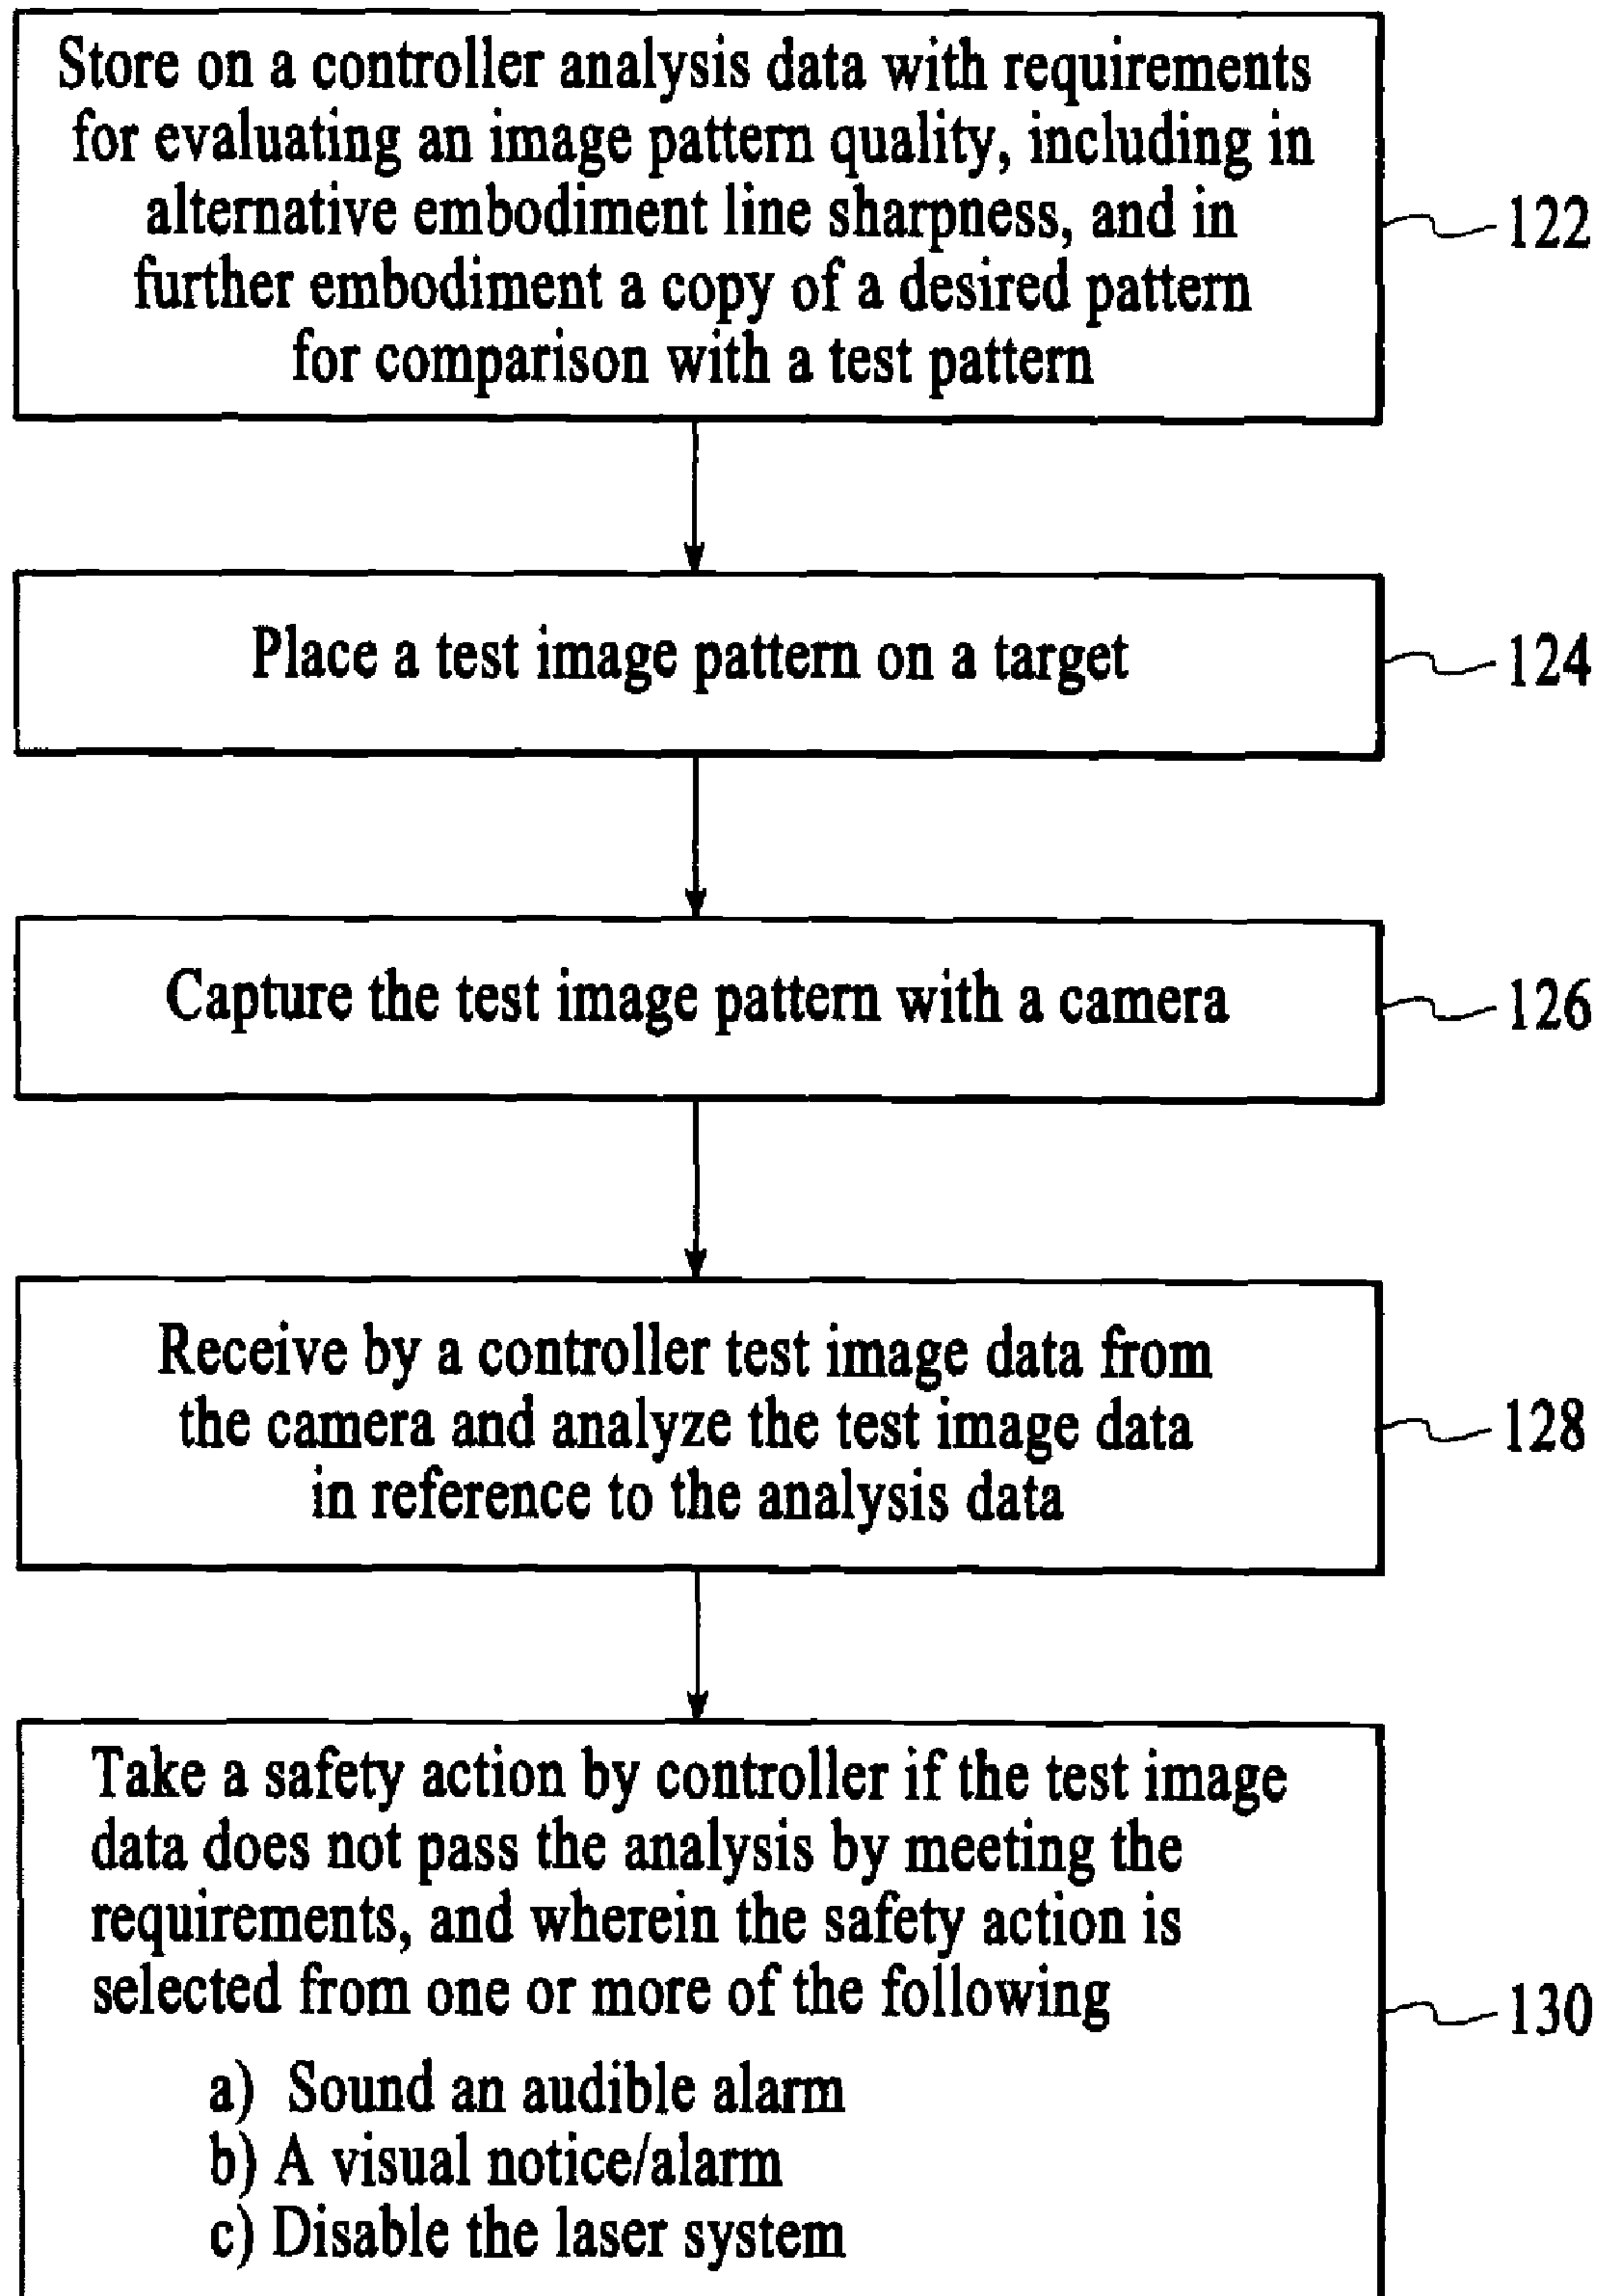 Store on a controller analysis data with requirements
for evaluating an image pattern quality, including in
alternative embodiment line sharpness, and in
further embodiment a copy of a desired pattern
for comparison with a test pattern
122
Place a test image pattern on a target
124
Capture the test image pattern with a camera
126
Receive by a controller test image data from
the camera and analyze the test image data
in reference to the analysis data
128
Take a safety action by controller if the test image
data does not pass the analysis by meeting the
requirements, and wherein the safety action is
selected from one or more of the following
130
a) Sound an audible alarm
b) A visual notice/alarm
c) Disable the laser system